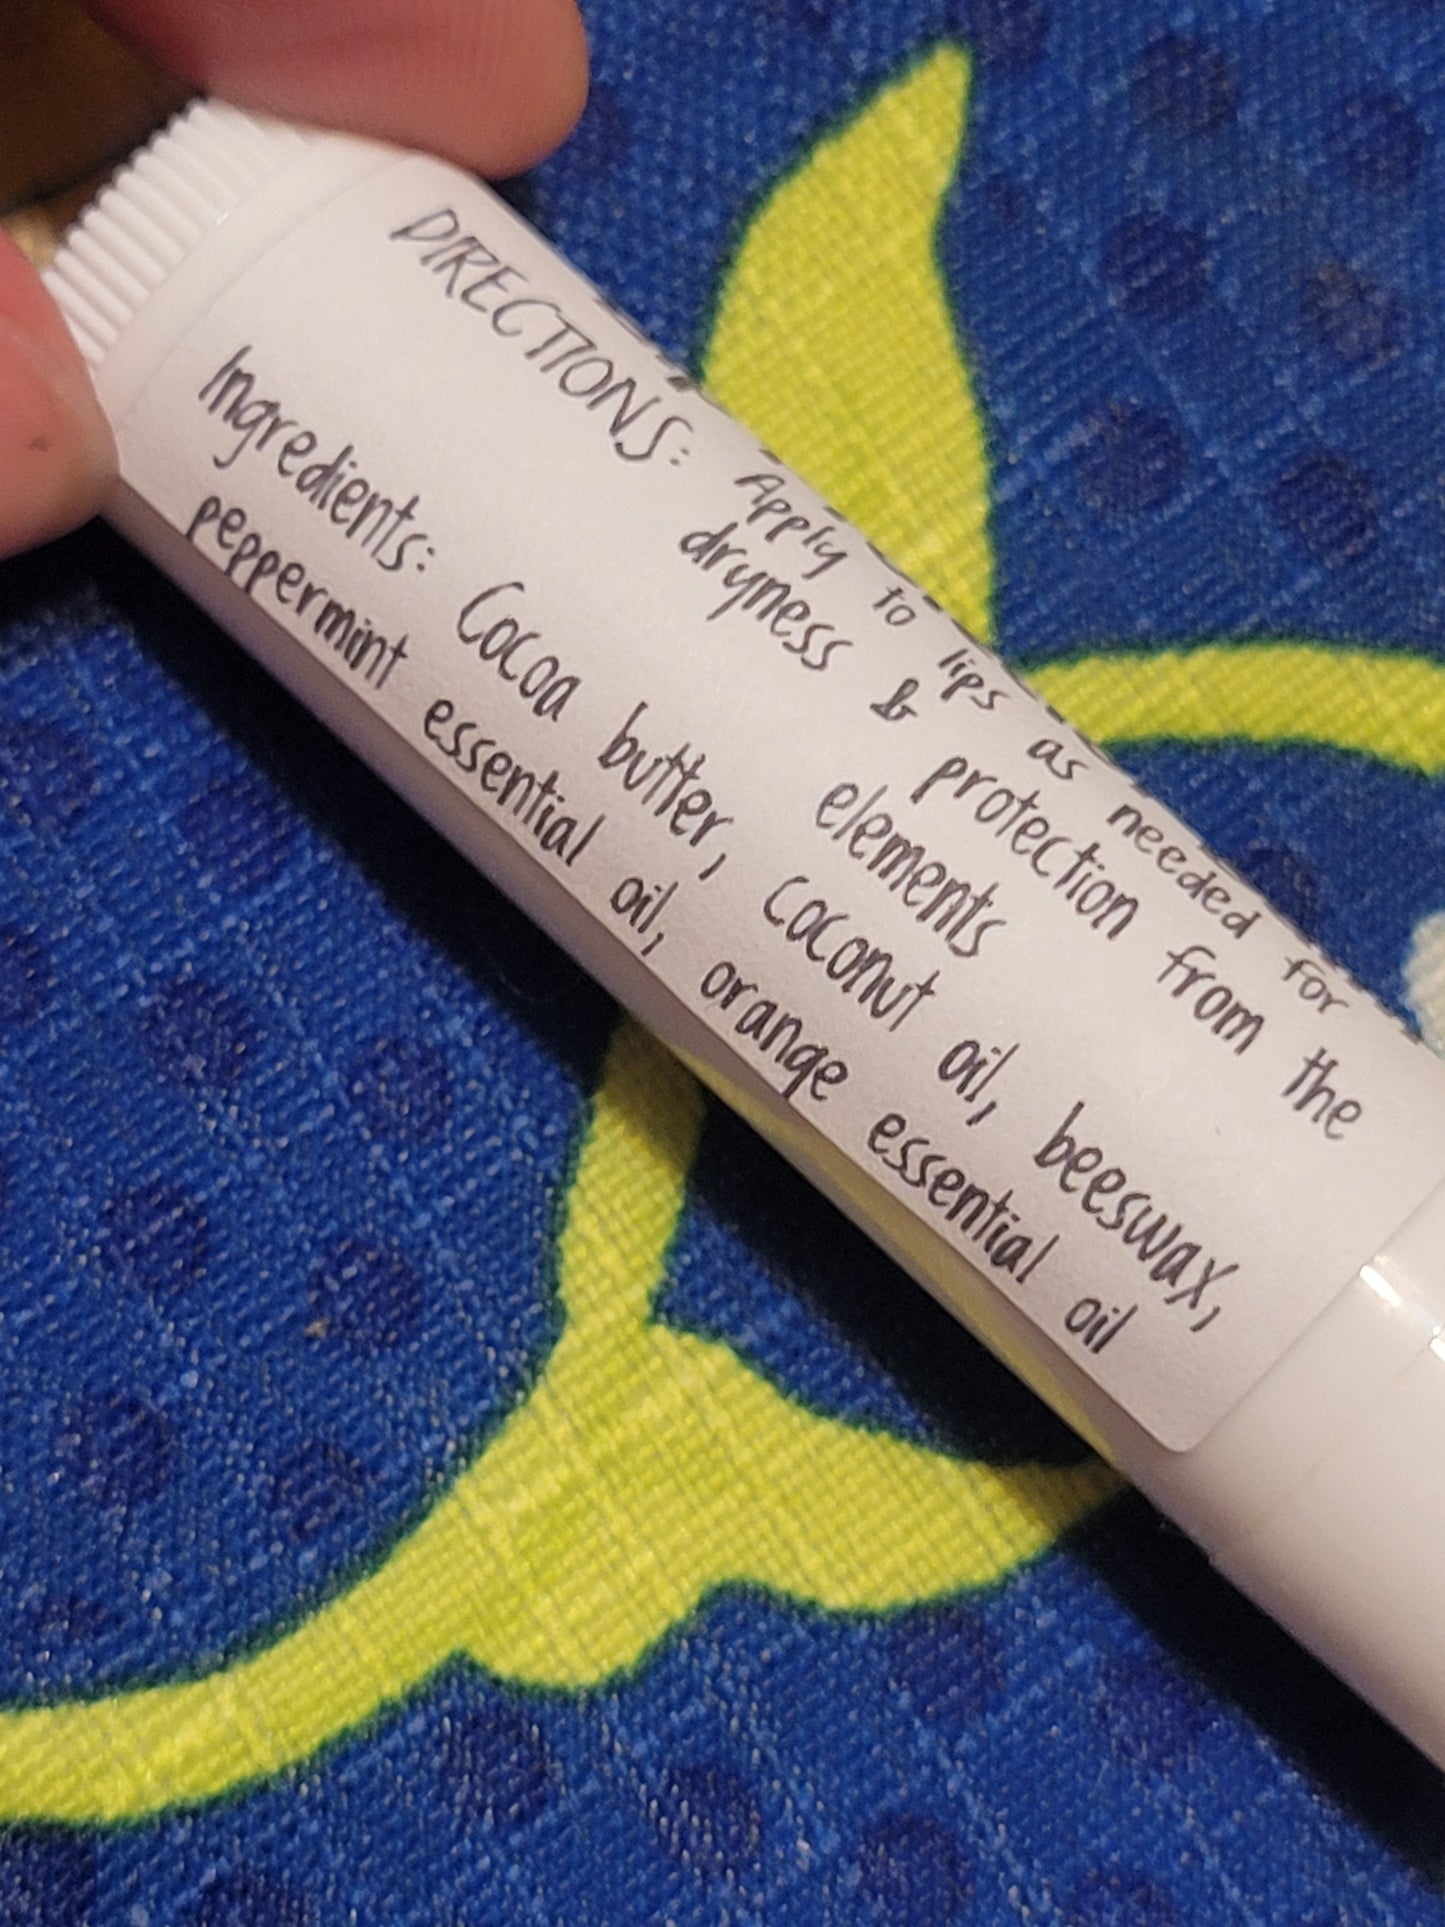 DIRECTIONS: Apply to lips as needed for
dryness & protection from the
elements
Ingredients: Cocoa butter, coconut oil, beeswax,
peppermint essential oil, orange essential oil